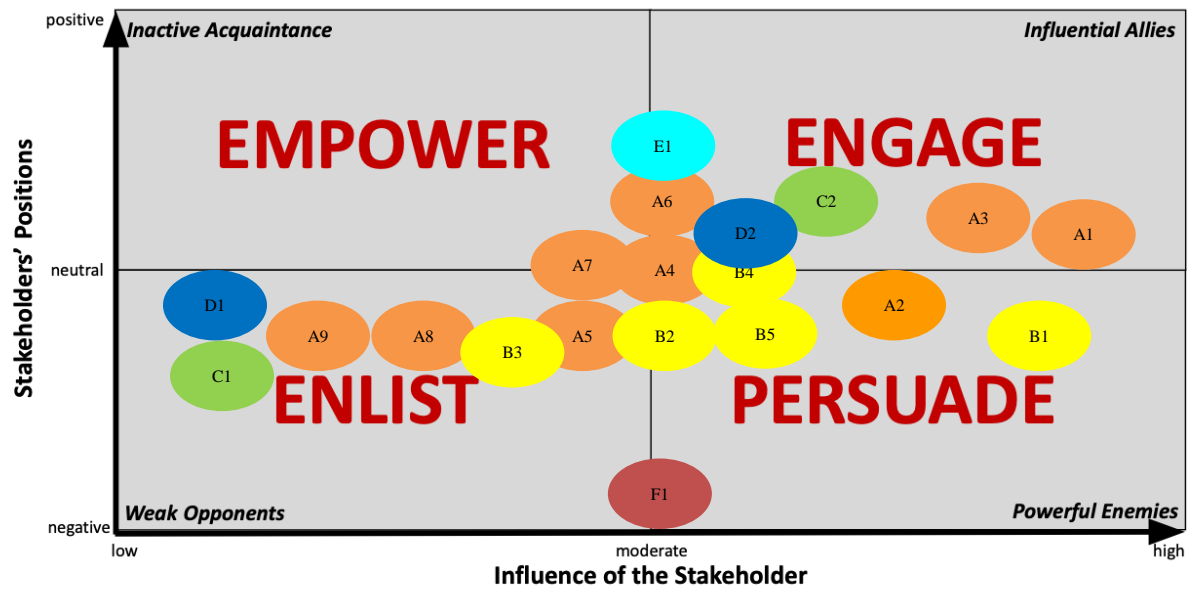 positive
Inactive Acquaintance
Influential Allies
EMPOWER
ENGAGE
E1
A6
C2
A3
D2
A1
A7
A4
B4
neutral
D1
A2
A9
A8
B3
A5
B2
B5
B1
C1
ENLIST
PERSUADE
F1
Weak Opponents
Powerful Enemies
negative
low
moderate
high
Influence of the Stakeholder
Stakeholders’ Positions